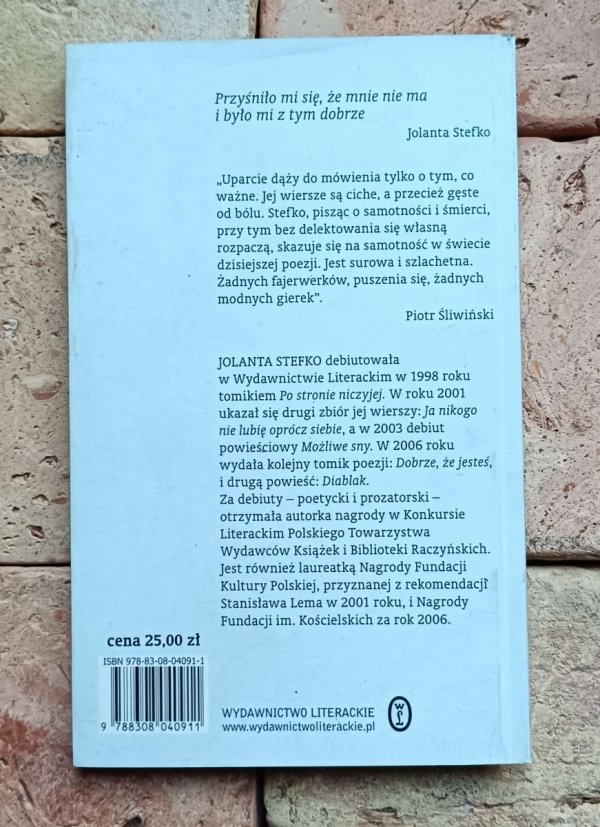 Przyśniło mi się, że mnie nie ma
i było mi z tym dobrze
Jolanta Stefko
„Uparcie dąży do mówienia tylko o tym, co
ważne. Jej wiersze są ciche, a przecież gęste
od bólu. Stefko, pisząc o samotności i śmierci,
przy tym bez delektowania się własną
rozpaczą, skazuje się na samotność w świecie
dzisiejszej poezji. Jest surowa i szlachetna.
Żadnych fajerwerków, puszenia się, żadnych
modnych gierek”.
Piotr Śliwiński
JOLANTA STEFKO debiutowała
w Wydawnictwie Literackim w 1998 roku
tomikiem Po stronie niczyjej. W roku 2001
ukazał się drugi zbiór jej wierszy: Ja nikogo
nie lubię oprócz siebie, a w 2003 debiut
powieściowy Możliwe sny. W 2006 roku
wydała kolejny tomik poezji: Dobrze, że jesteś,
i drugą powieść: Diablak.
Za debiuty – poetycki i prozatorski –
otrzymała autorka nagrody w Konkursie
Literackim Polskiego Towarzystwa
Wydawców Książek i Biblioteki Raczyńskich.
Jest również laureatką Nagrody Fundacji
Kultury Polskiej, przyznanej z rekomendacji
Stanisława Lema w 2001 roku, i Nagrody
Fundacji im. Kościelskich za rok 2006.
cena 25,00 zł
ISBN 978-83-08-04091-1
9 788308 040911
WYDAWNICTWO LITERACKIE
www.wydawnictwoliterackie.pl
WŁ